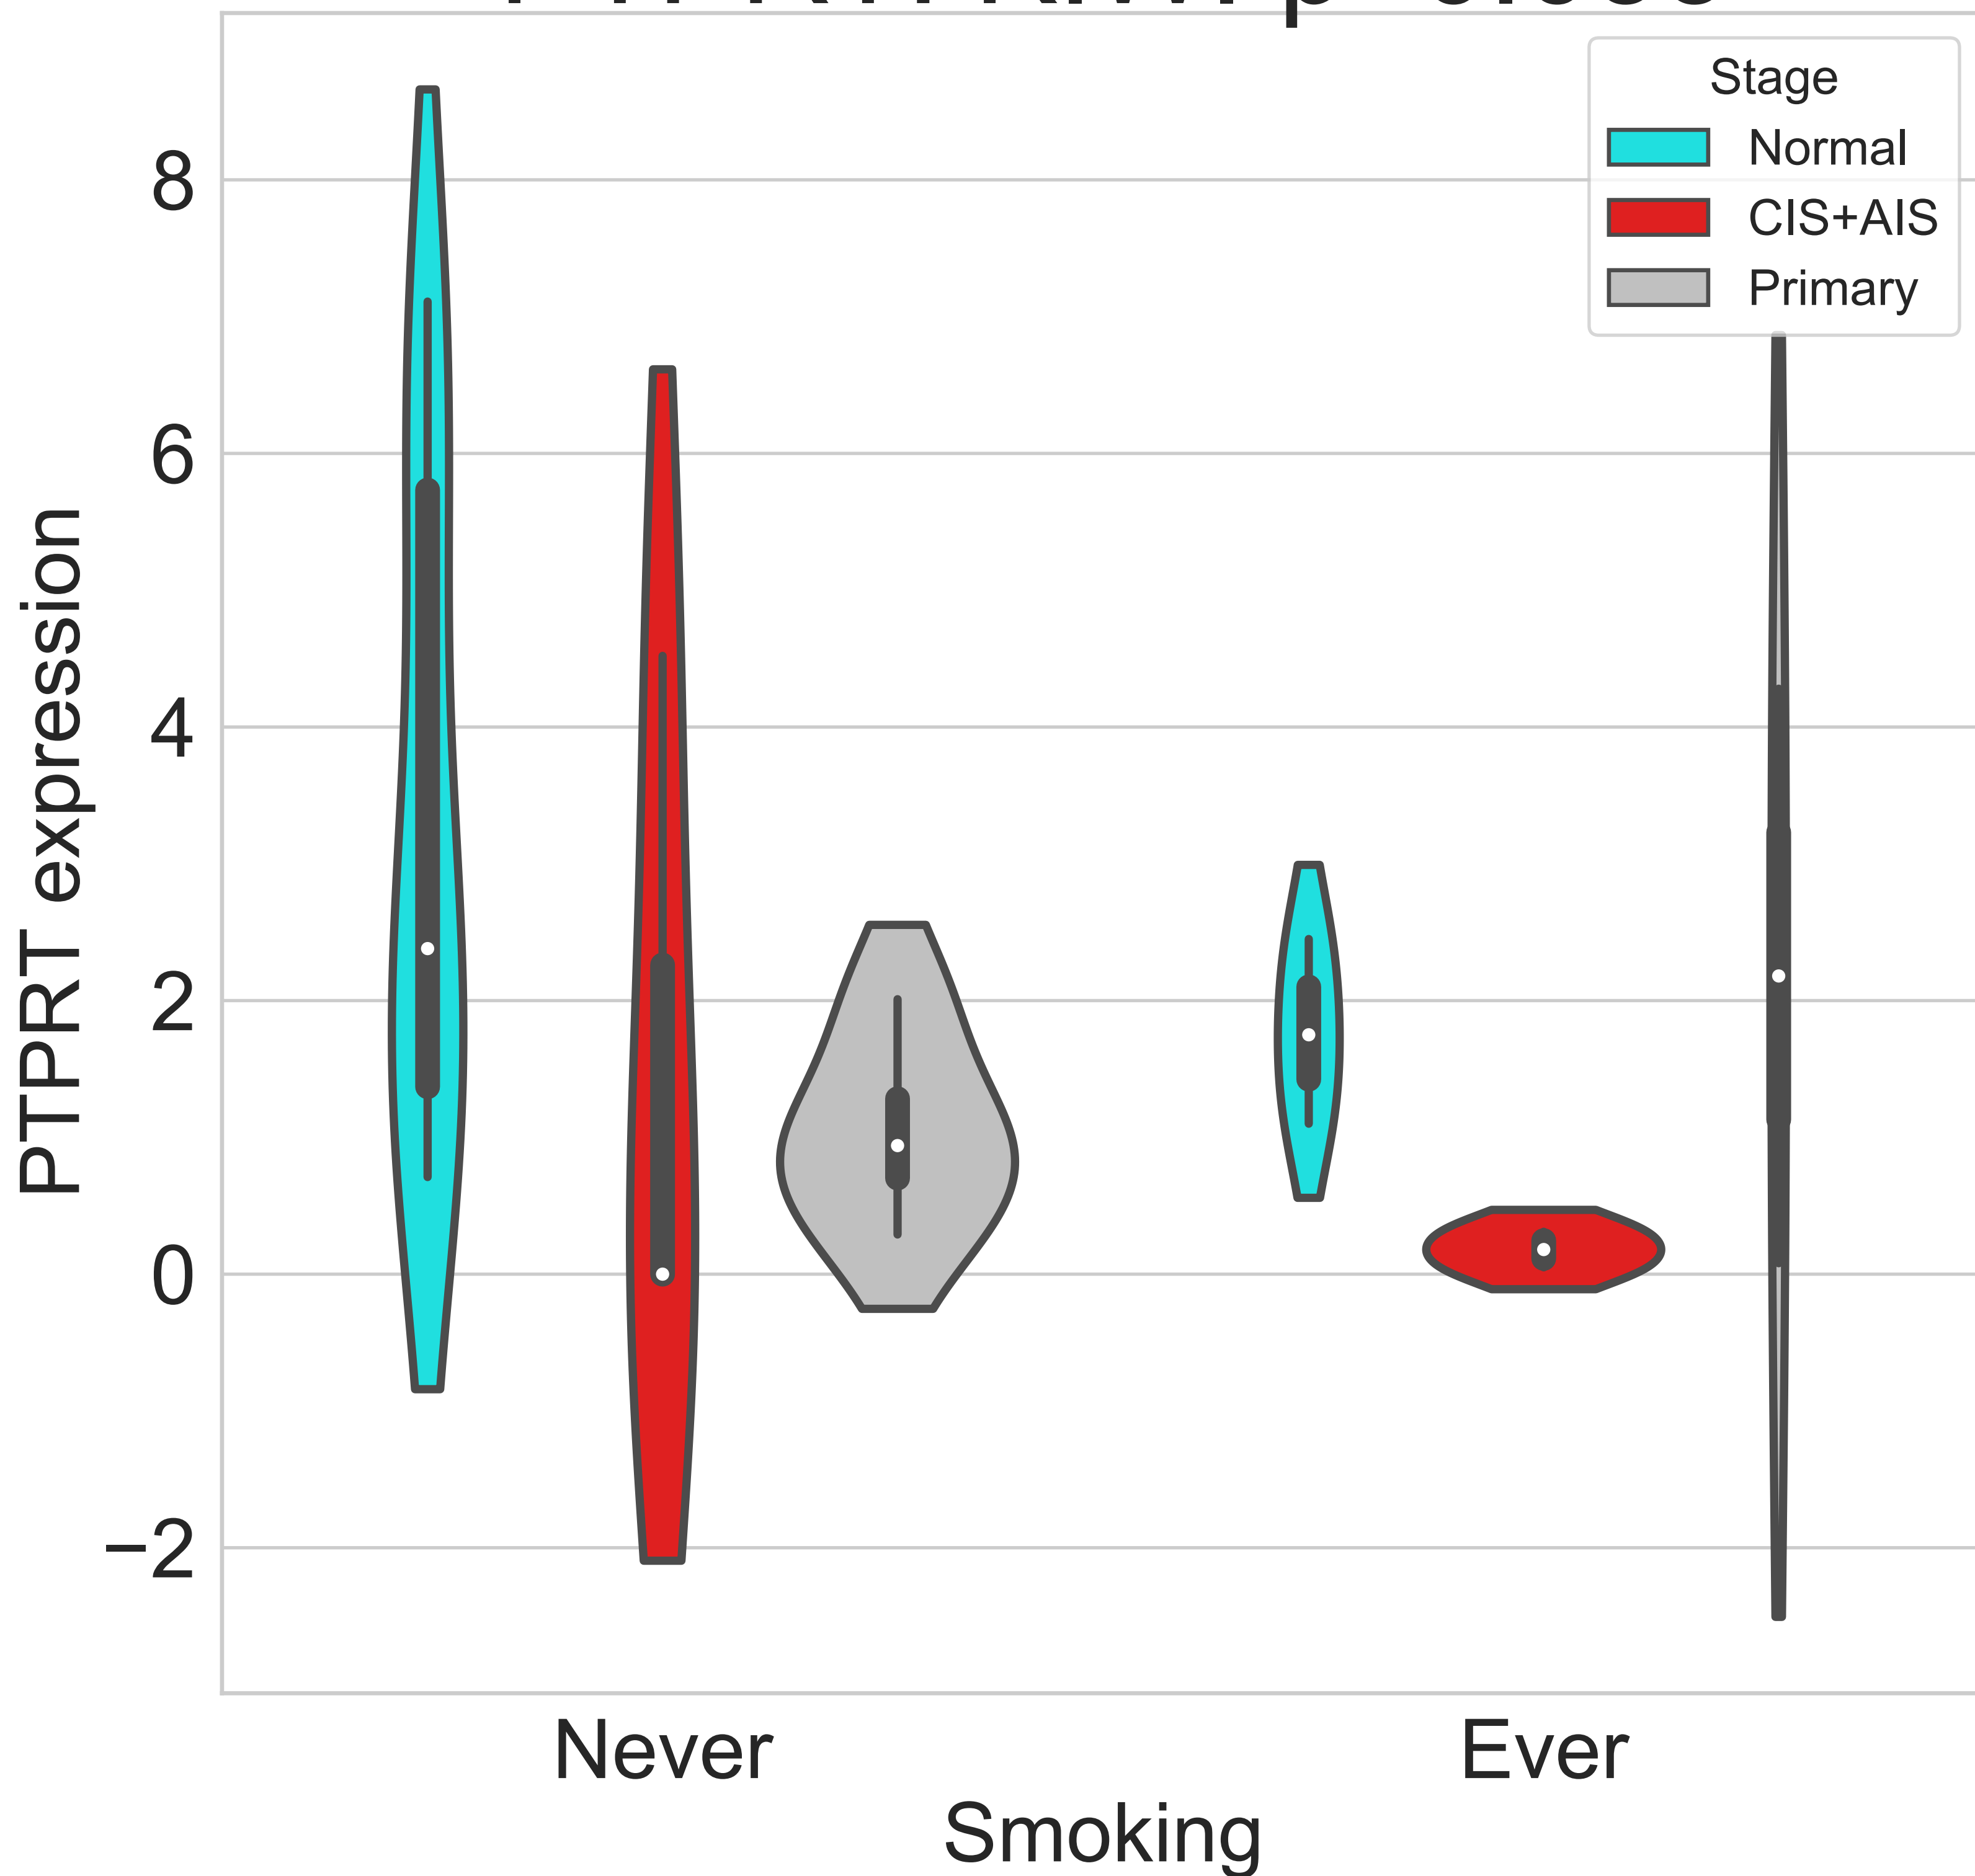 Stage
Normal
CIS+AIS
Primary
8
6
4
2
0
−2
PTPRT expression
Never
Ever
Smoking